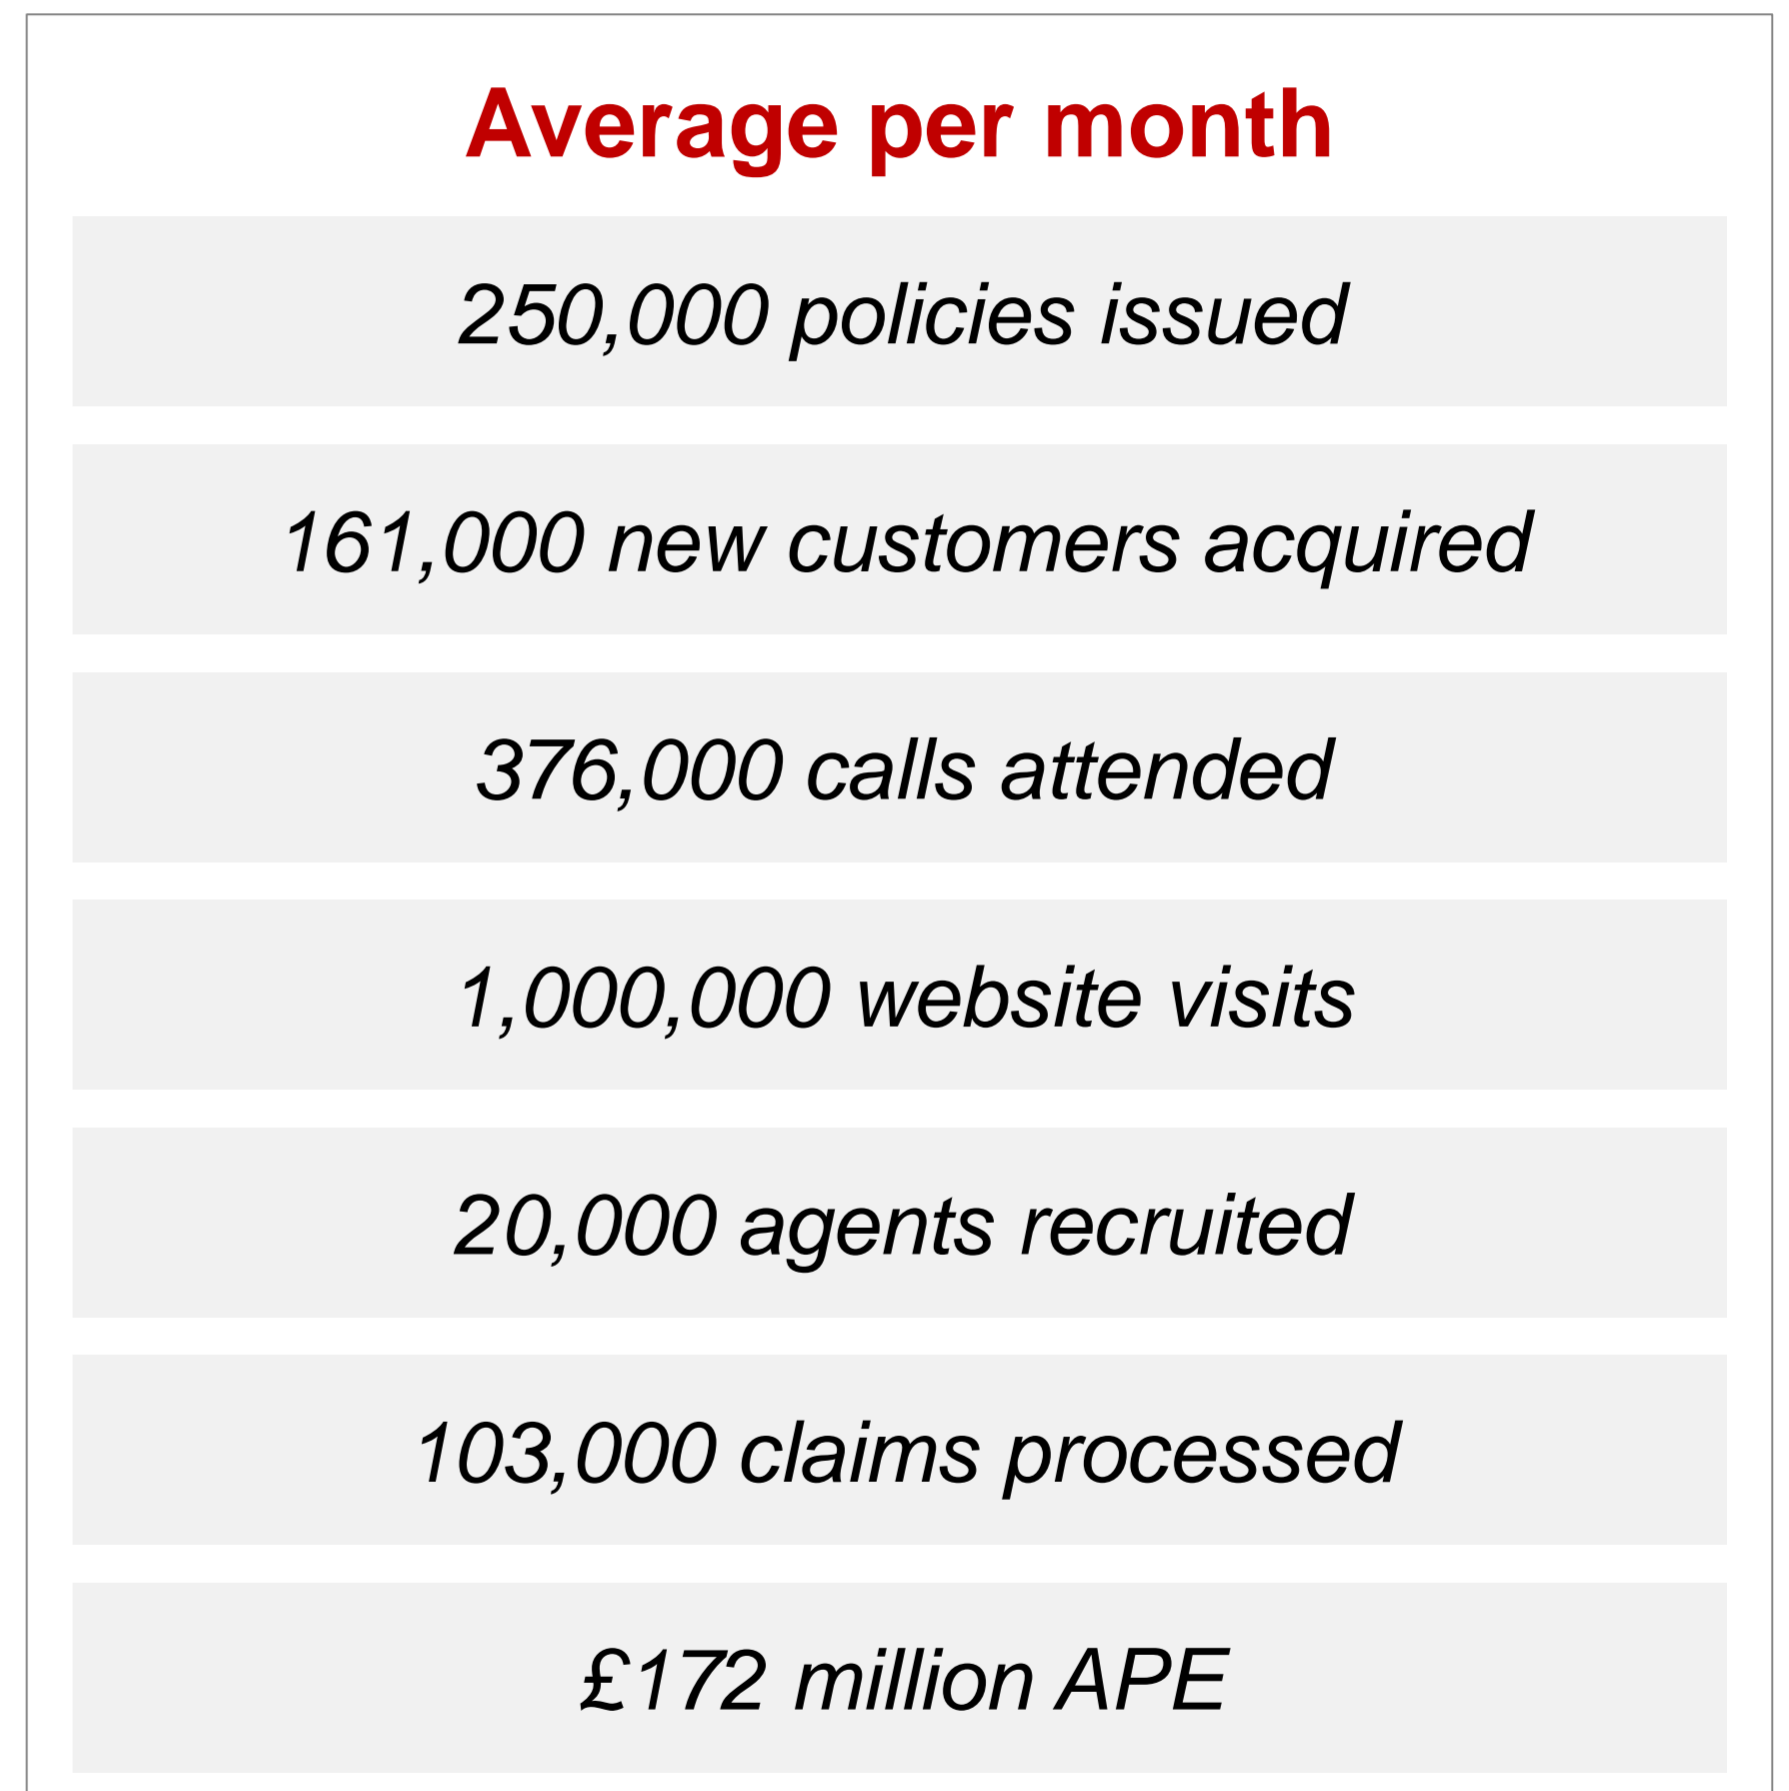 Average per month
250,000 policies issued
161,000 new customers acquired
376,000 calls attended
1,000,000 website visits
20,000 agents recruited
103,000 claims processed
£172 million APE